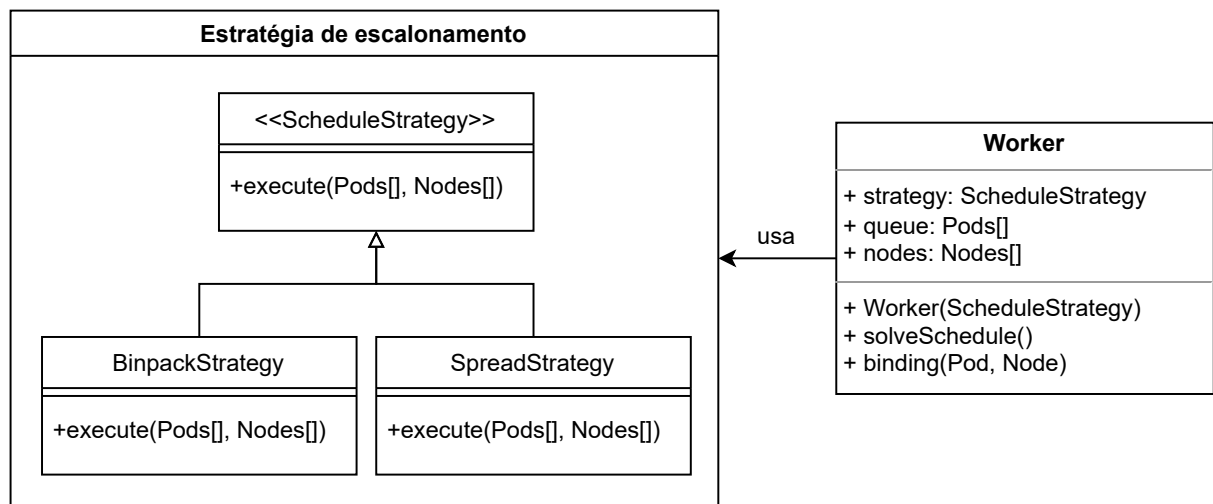 Estratégia de escalonamento
<<ScheduleStrategy>>
+execute(Pods[], Nodes[])
BinpackStrategy
+execute(Pods[], Nodes[])
SpreadStrategy
+execute(Pods[], Nodes[])
usa
Worker
+ strategy: ScheduleStrategy
+ queue: Pods[]
+ nodes: Nodes[]
+ Worker(ScheduleStrategy)
+ solveSchedule()
+ binding(Pod, Node)